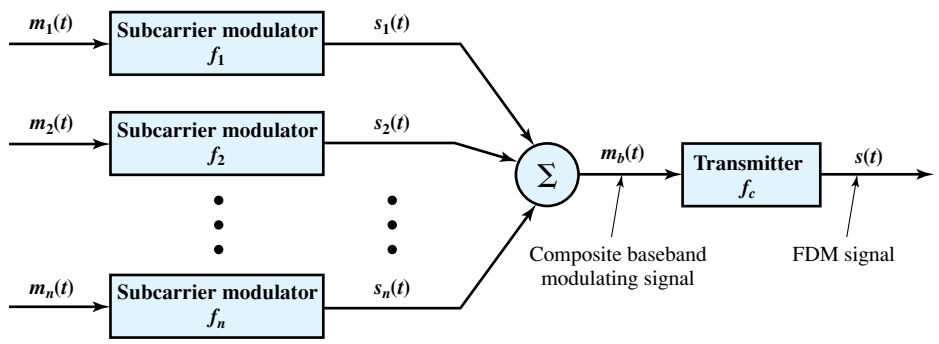 m1(t)
Subcarrier modulator
f1
s1(t)
m2(t)
Subcarrier modulator
f2
s2(t)
Σ
mb(t)
Transmitter
fc
s(t)
Composite baseband
modulating signal
FDM signal
mn(t)
Subcarrier modulator
fn
sn(t)